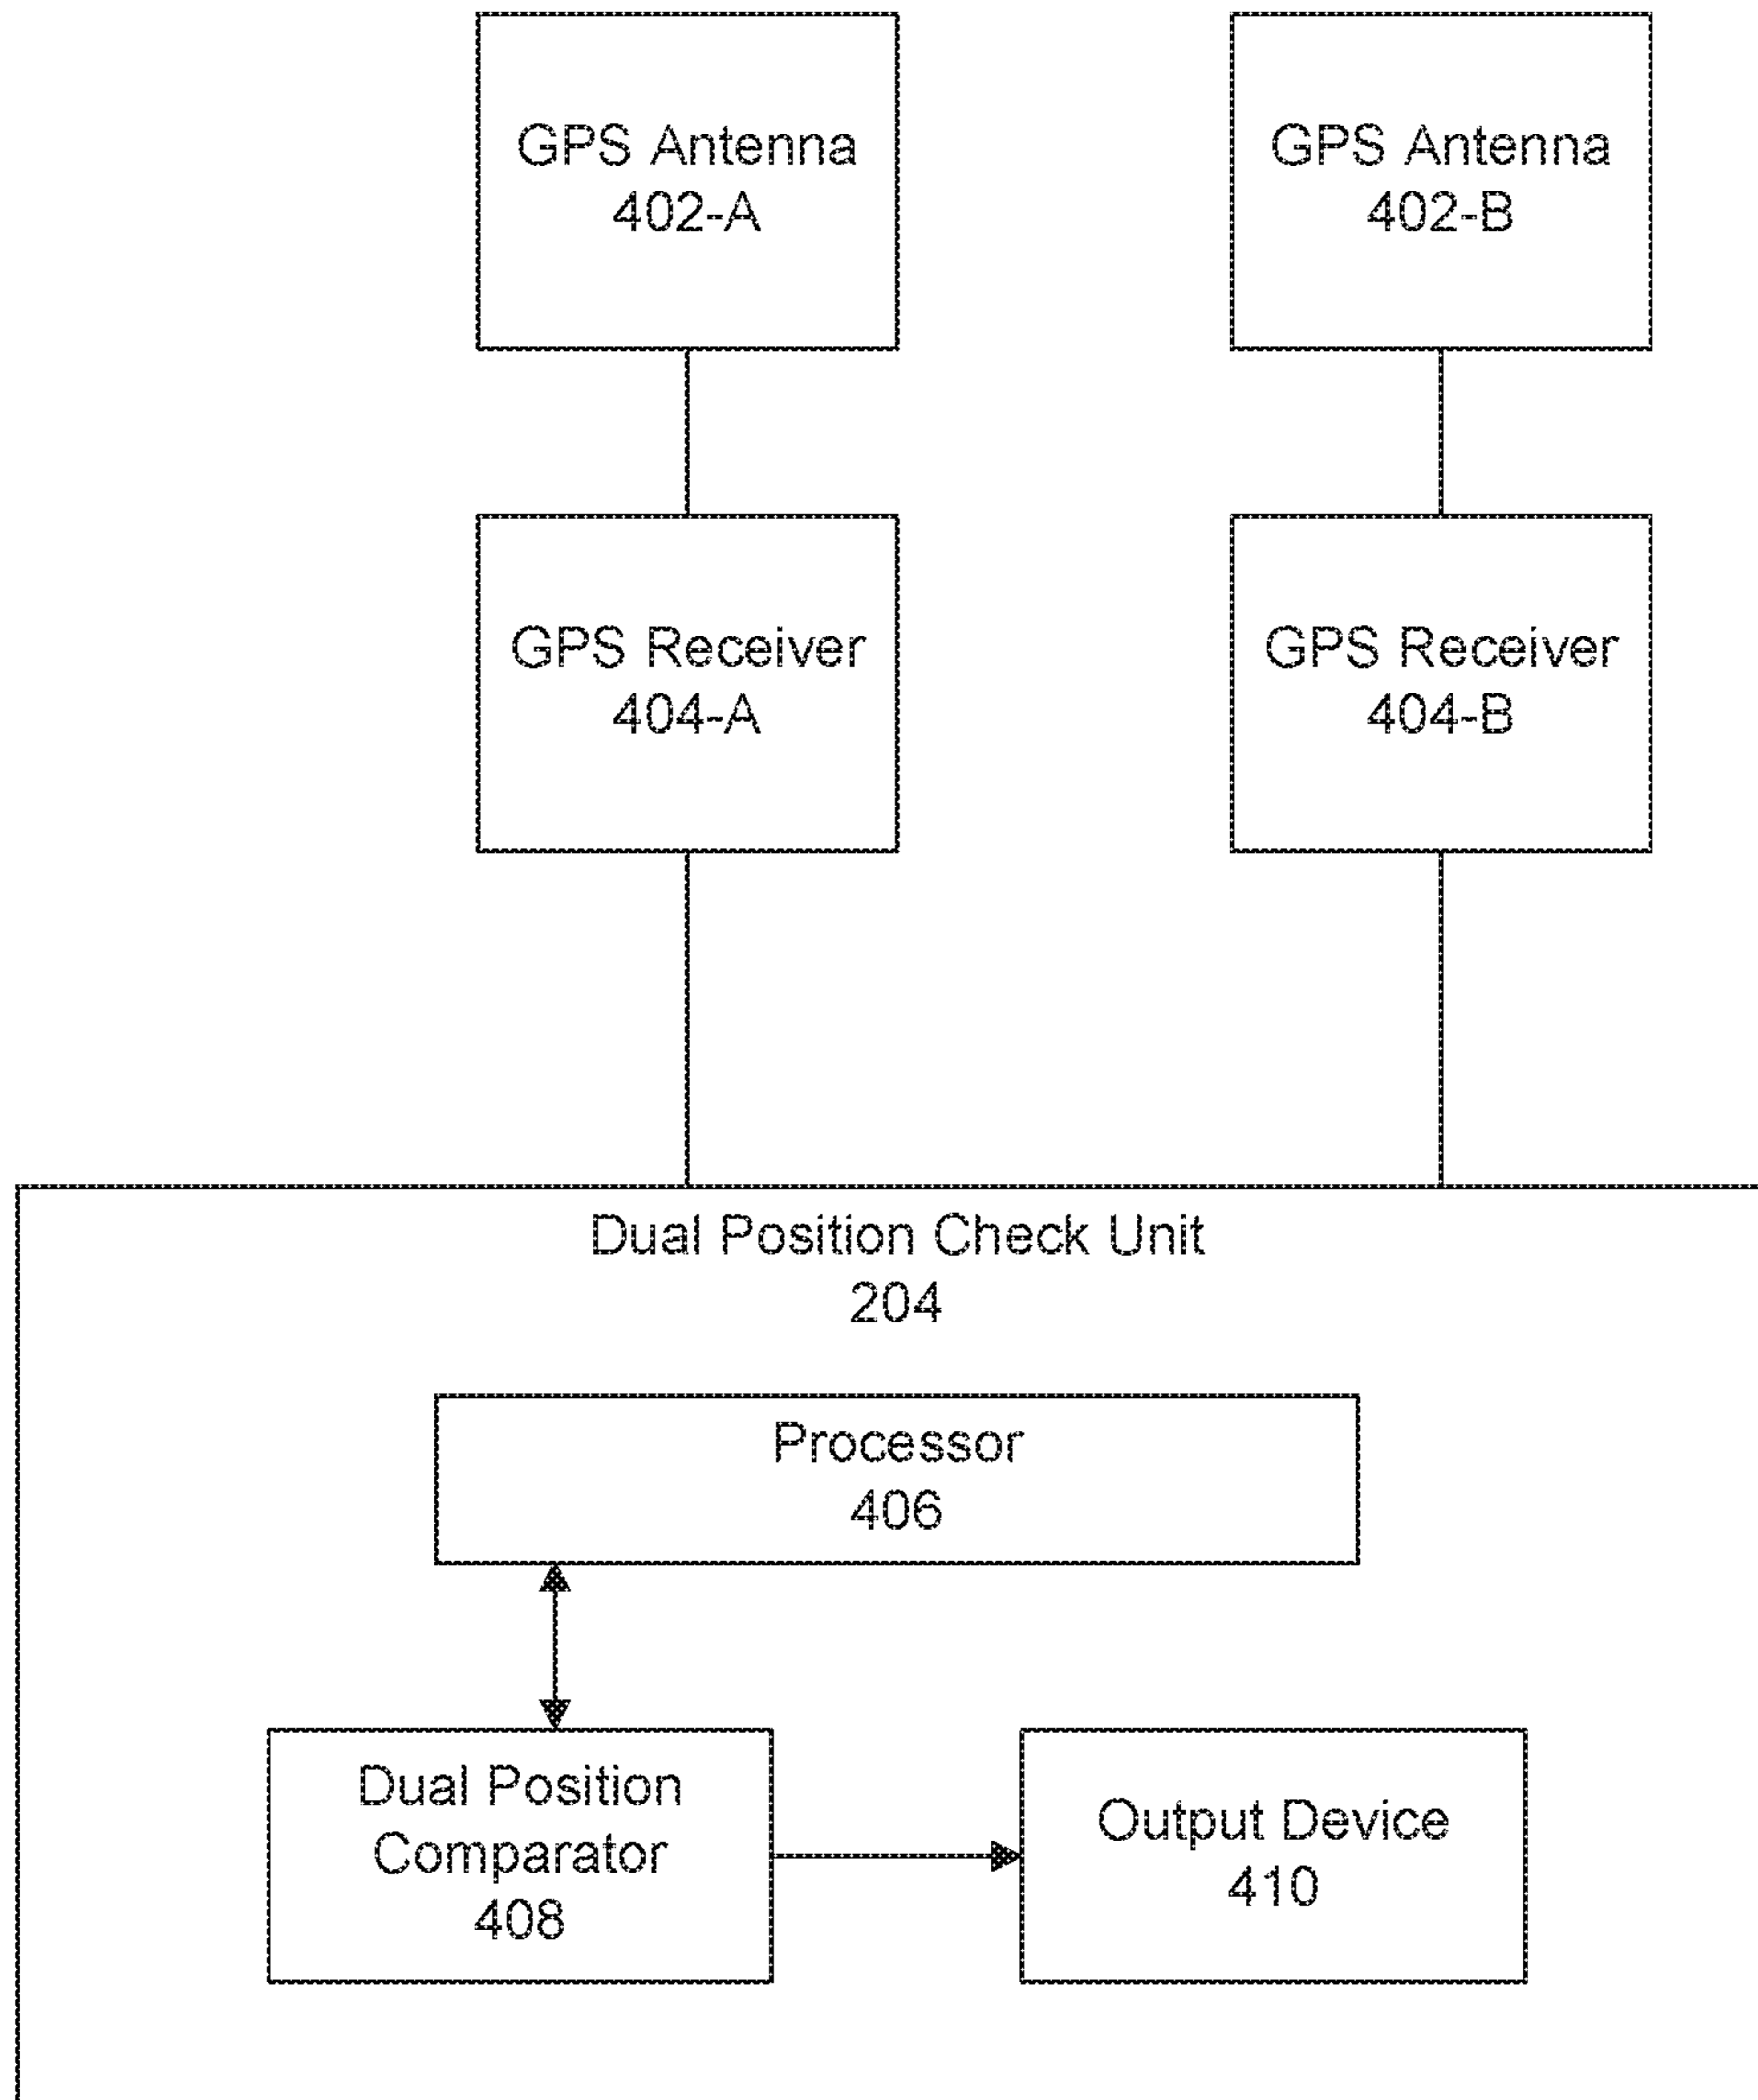 GPS Antenna
402-A
GPS Antenna
402-B
GPS Receiver
404-A
GPS Receiver
404-B
Dual Position Check Unit
204
Processor
406
Dual Position
Comparator
408
Output Device
410